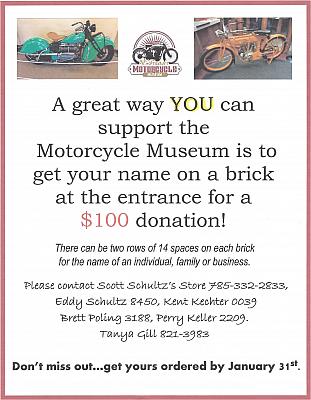 MOTORCYCLE
A great way YOU can
support the
Motorcycle Museum is to
get your name on a brick
at the entrance for a
$100 donation!
There can be two rows of 14 spaces on each brick
for the name of an individual, family or business.
Please contact Scott Schultz's Store 785-332-2833,
Eddy Schultz 8450, Kent Kechter 0039
Brett Poling 3188, Perry Keller 2209.
Tanya Gill 821-3983
Don't miss out...get yours ordered by January 31st.